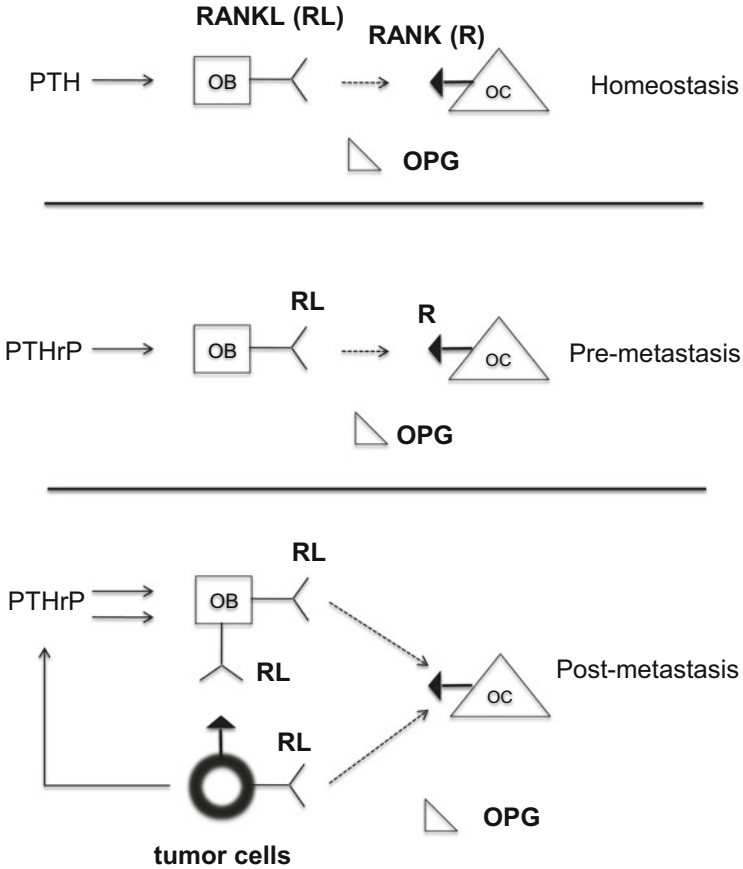 RANKL (RL)
RANK (R)
PTH
OB
OC
Homeostasis
OPG
RL
R
PTHrP
OB
OC
Pre-metastasis
OPG
RL
PTHrP
OB
RL
OC
Post-metastasis
RL
OPG
tumor cells